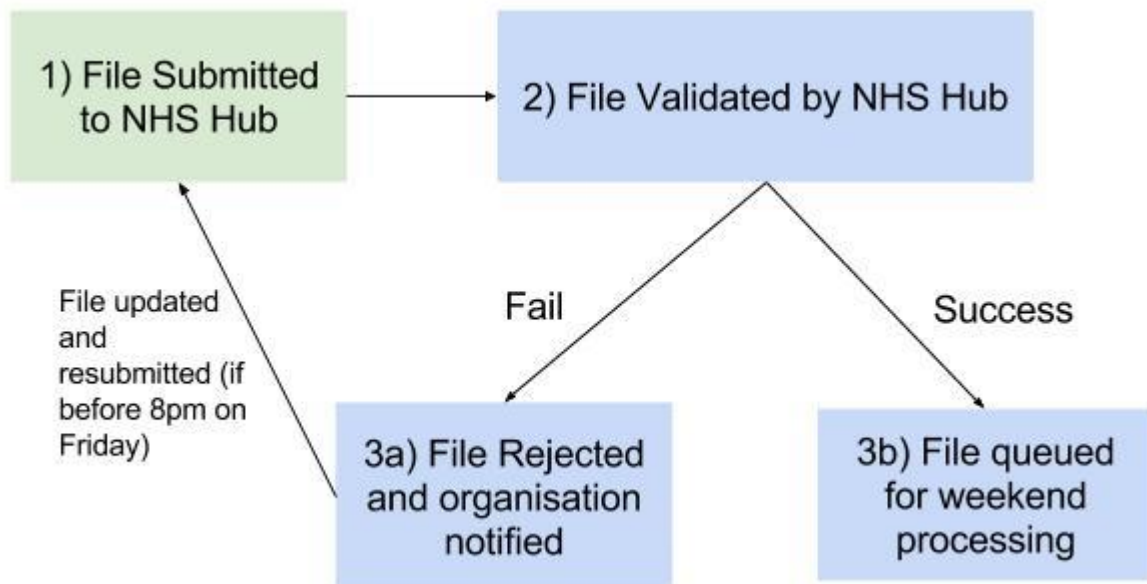 1) File Submitted
to NHS Hub
2) File Validated by NHS Hub
File updated
and
resubmitted (if
before 8pm on
Friday)
Fail
Success
3a) File Rejected
and organisation
notified
3b) File queued
for weekend
processing